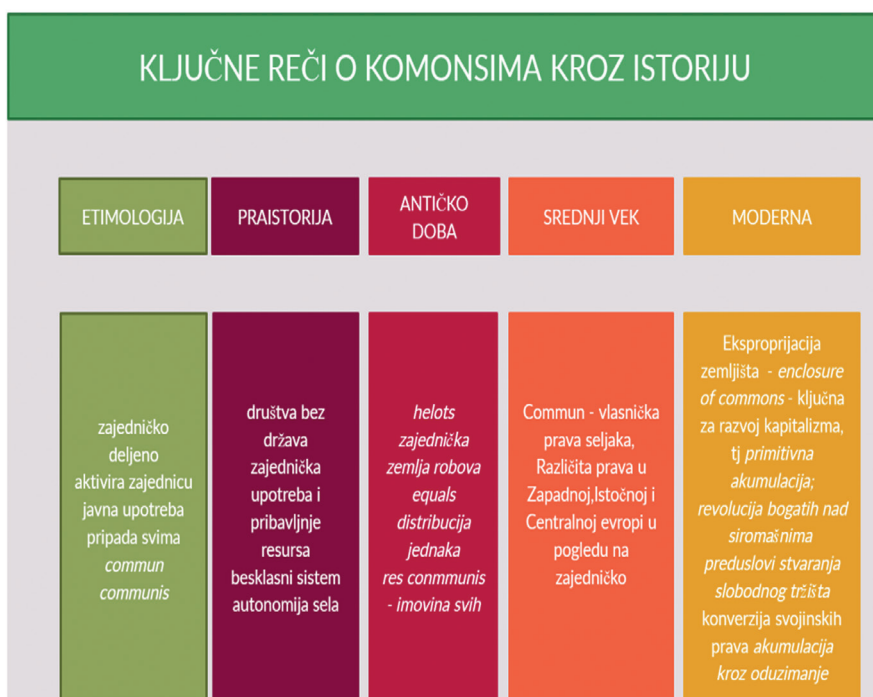 KLJUČNE REČI O KOMONSIMA KROZ ISTORIJU
ETIMOLOGIJA
PRAISTORIJA
ANTIČKO
DOBA
SREDNJI VEK
MODERNA
zajedničko
deljeno
aktivira zajednicu
javna upotreba
pripada svima
commun
communis
društva bez
država
zajednička
upotreba i
pribavljnje
resursa
besklasni sistem
autonomija sela
helots
zajednička
zemlja robova
equals
distribucija
jednaka
res conmmunis
- imovina svih
Commun - vlasnička
prava seljaka,
Različita prava u
Zapadnoj,Istočnoj i
Centralnoj evropi u
pogledu na
zajedničko
Eksproprijacija
zemljišta - enclosure
of commons - ključna
za razvoj kapitalizma,
tj primitivna
akumulacija;
revolucija bogatih nad
siromašnima
preduslovi stvaranja
slobodnog tržišta
konverzija svojinskih
prava akumulacija
kroz oduzimanje